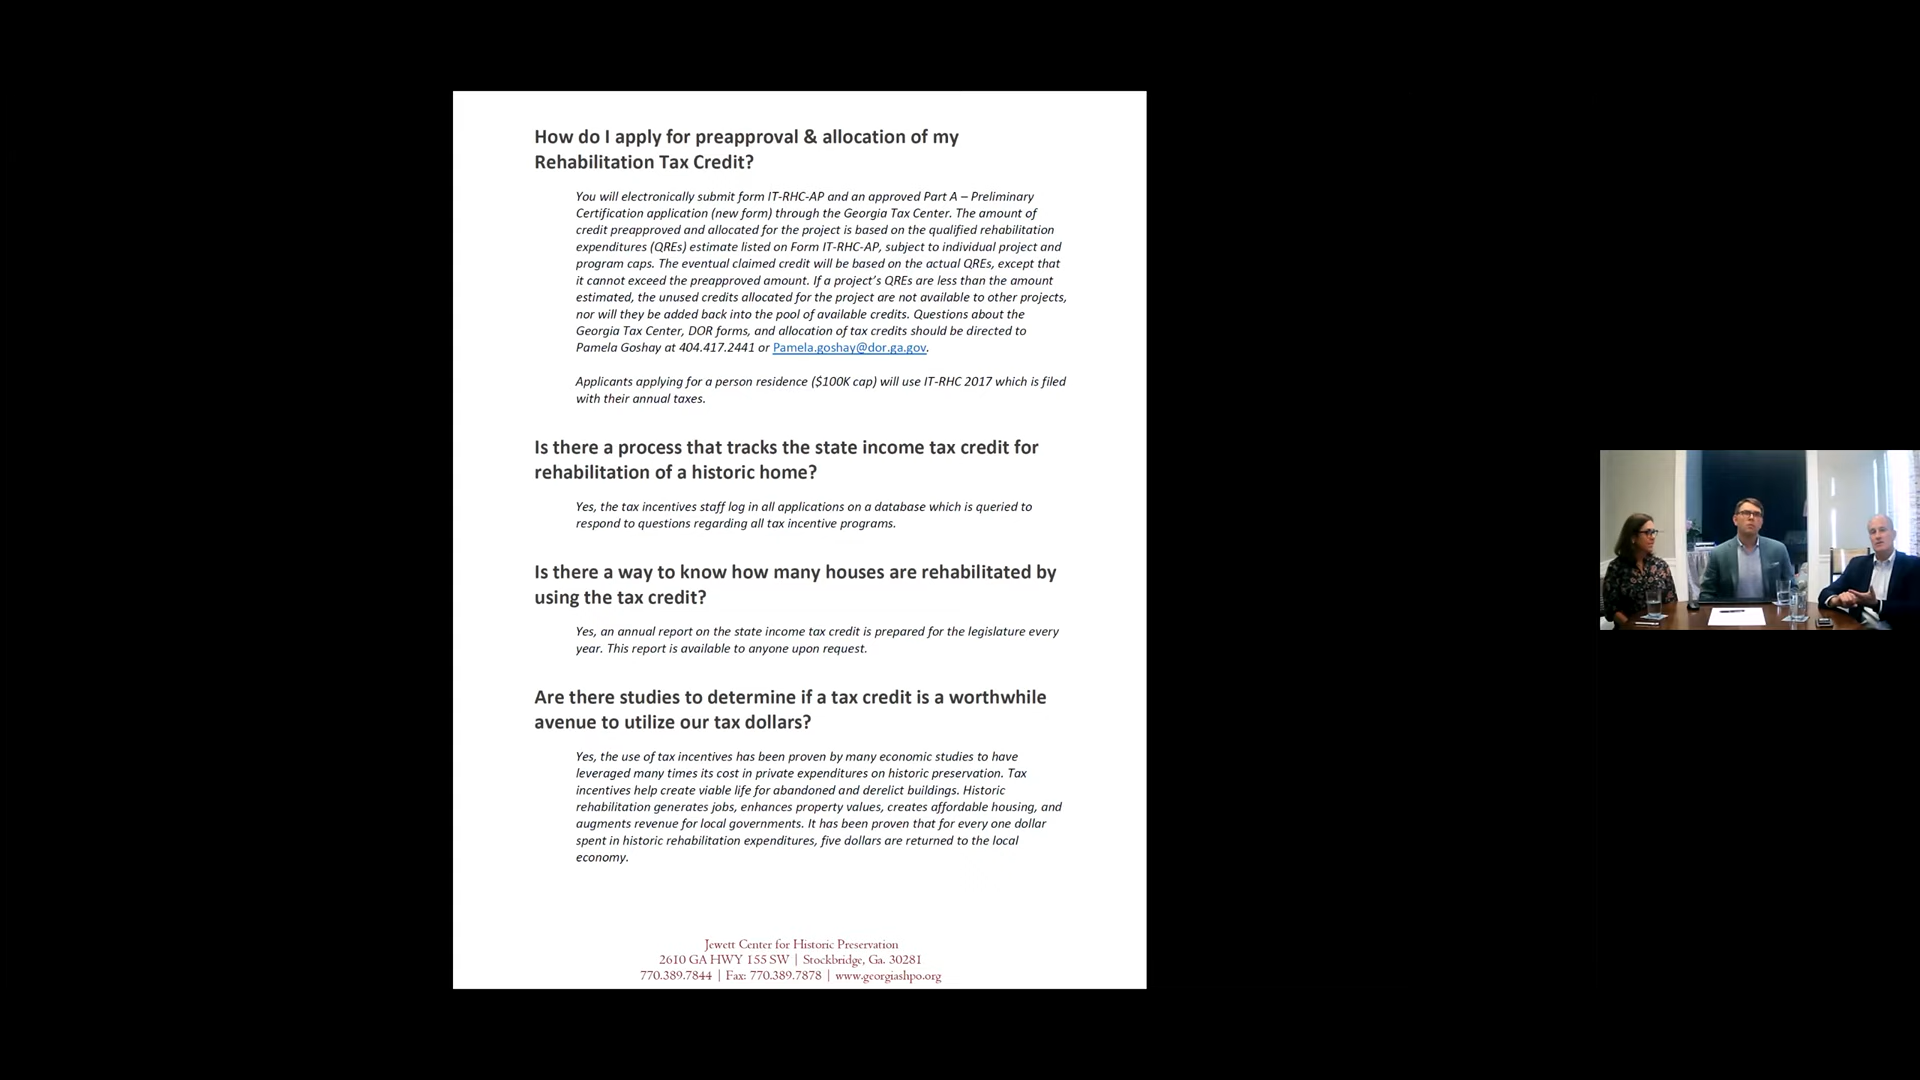 How do I apply for preapproval & allocation of my
Rehabilitation Tax Credit?
You will electronically submit form IT-RHC-AP and an approved Part A – Preliminary
Certification application (new form) through the Georgia Tax Center. The amount of
credit preapproved and allocated for the project is based on the qualified rehabilitation
expenditures (QREs) estimate listed on Form IT-RHC-AP, subject to individual project and
program caps. The eventual claimed credit will be based on the actual QREs, except that
it cannot exceed the preapproved amount. If a project’s QREs are less than the amount
estimated, the unused credits allocated for the project are not available to other projects,
nor will they be added back into the pool of available credits. Questions about the
Georgia Tax Center, DOR forms, and allocation of tax credits should be directed to
Pamela Goshay at 404.417.2441 or Pamela.goshay@dor.ga.gov.
Applicants applying for a person residence ($100K cap) will use IT-RHC 2017 which is filed
with their annual taxes.
Is there a process that tracks the state income tax credit for
rehabilitation of a historic home?
Yes, the tax incentives staff log in all applications on a database which is queried to
respond to questions regarding all tax incentive programs.
Is there a way to know how many houses are rehabilitated by
using the tax credit?
Yes, an annual report on the state income tax credit is prepared for the legislature every
year. This report is available to anyone upon request.
Are there studies to determine if a tax credit is a worthwhile
avenue to utilize our tax dollars?
Yes, the use of tax incentives has been proven by many economic studies to have
leveraged many times its cost in private expenditures on historic preservation. Tax
incentives help create viable life for abandoned and derelict buildings. Historic
rehabilitation generates jobs, enhances property values, creates affordable housing, and
augments revenue for local governments. It has been proven that for every one dollar
spent in historic rehabilitation expenditures, five dollars are returned to the local
economy.
Jewett Center for Historic Preservation
2610 GA HWY 155 SW | Stockbridge, Ga. 30281
770.389.7844 | Fax: 770.389.7878 | www.georgiashpo.org